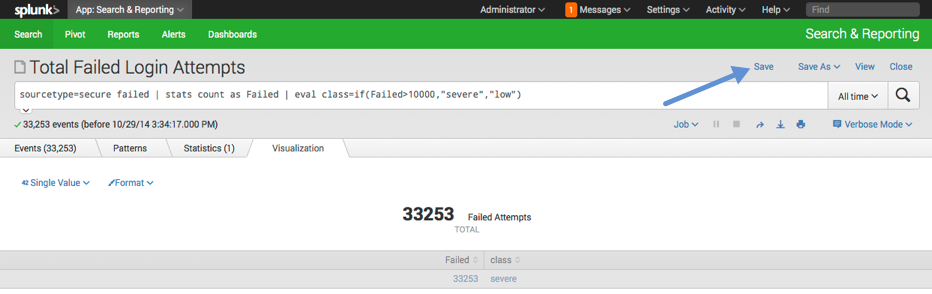 splunk> App: Search & Reporting Administrator 1 Messages Settings Activity Help Find
Search Pivot Reports Alerts Dashboards Search & Reporting
Total Failed Login Attempts Save Save As View Close
sourcetype=secure failed | stats count as Failed | eval class=if(Failed>10000,"severe","low") All time
33,253 events (before 10/29/14 3:34:17.000 PM) Job Verbose Mode
Events (33,253) Patterns Statistics (1) Visualization
42 Single Value Format
33253 Failed Attempts
TOTAL
Failed class
33253 severe